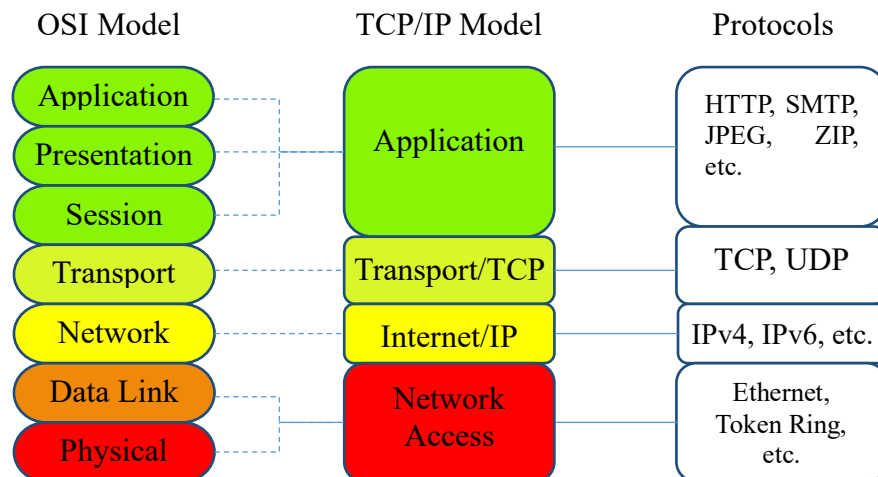 OSI Model
TCP/IP Model
Protocols
Application
Presentation
Session
Transport
Network
Data Link
Physical
Application
Transport/TCP
Internet/IP
Network
Access
HTTP, SMTP,
JPEG, ZIP,
etc.
TCP, UDP
IPv4, IPv6, etc.
Ethernet,
Token Ring,
etc.